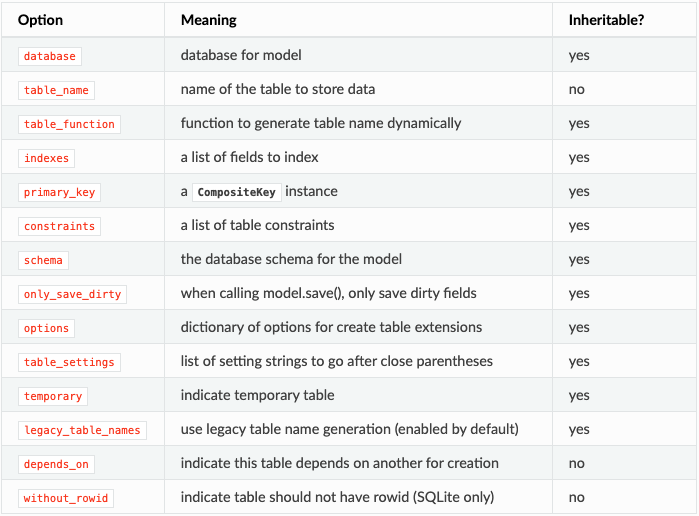 Option Meaning Inheritable?
database database for model yes
table_name name of the table to store data no
table_function function to generate table name dynamically yes
indexes a list of fields to index yes
primary_key a CompositeKey instance yes
constraints a list of table constraints yes
schema the database schema for the model yes
only_save_dirty when calling model.save(), only save dirty fields yes
options dictionary of options for create table extensions yes
table_settings list of setting strings to go after close parentheses yes
temporary indicate temporary table yes
legacy_table_names use legacy table name generation (enabled by default) yes
depends_on indicate this table depends on another for creation no
without_rowid indicate table should not have rowid (SQLite only) no